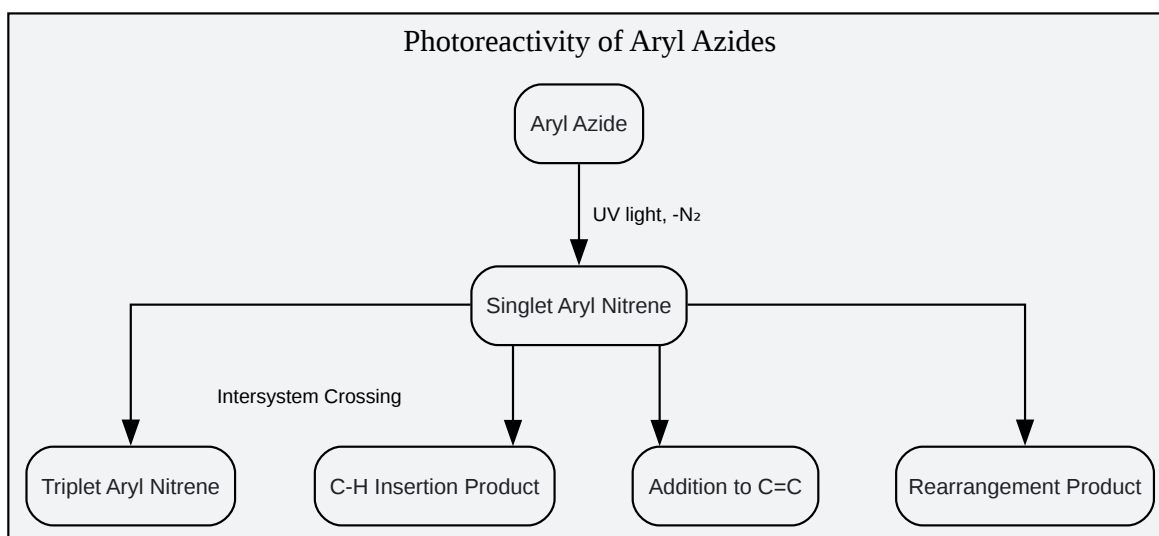 Photoreactivity of Aryl Azides
Aryl Azide
UV light, -N₂
Singlet Aryl Nitrene
Intersystem Crossing
Triplet Aryl Nitrene
C-H Insertion Product
Addition to C=C
Rearrangement Product